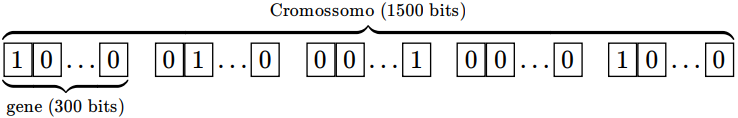 Cromossomo (1500 bits)
1 0 ... 0 0 1 ... 0 0 0 ... 1 0 0 ... 0 1 0 ... 0
gene (300 bits)